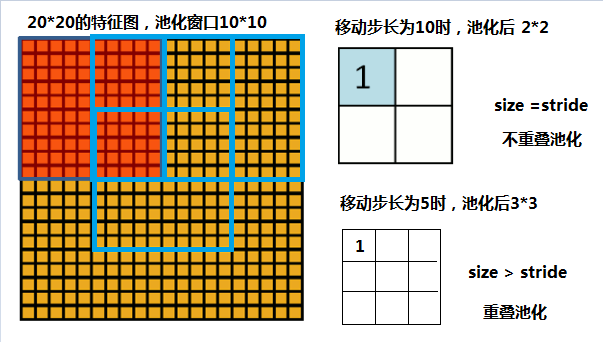 20*20的特征图，池化窗口10*10
移动步长为10时，池化后 2*2
1
size =stride
不重叠池化
移动步长为5时，池化后3*3
1
size > stride
重叠池化